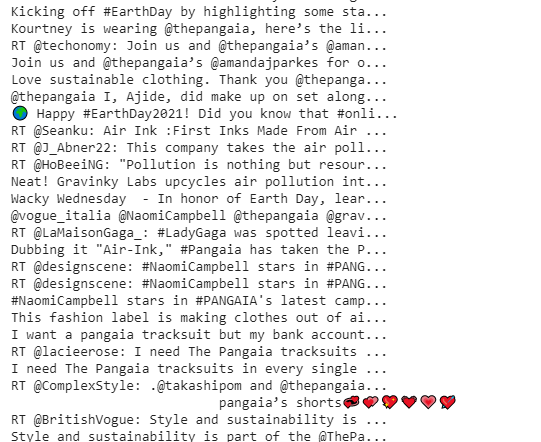 Kicking off #EarthDay by highlighting some sta...
Kourtney is wearing @thepangaia, here’s the li...
RT @techonomy: Join us and @thepangaia’s @aman...
Join us and @thepangaia’s @amandajparkes for o...
Love sustainable clothing. Thank you @thepanga...
@thepangaia I, Ajide, did make up on set along...
🌍 Happy #EarthDay2021! Did you know that #onli...
RT @Seanku: Air Ink :First Inks Made From Air ...
RT @J_Abner22: This company takes the air poll...
RT @HoBeeiNG: "Pollution is nothing but resour...
Neat! Gravinky Labs upcycles air pollution int...
Wacky Wednesday  - In honor of Earth Day, lear...
@vogue_italia @NaomiCampbell @thepangaia @grav...
RT @LaMaisonGaga_: #LadyGaga was spotted leavi...
Dubbing it "Air-Ink," #Pangaia has taken the P...
RT @designscene: #NaomiCampbell stars in #PANG...
RT @designscene: #NaomiCampbell stars in #PANG...
#NaomiCampbell stars in #PANGAIA's latest camp...
This fashion label is making clothes out of ai...
I want a pangaia tracksuit but my bank account...
RT @lacieerose: I need The Pangaia tracksuits ...
I need The Pangaia tracksuits in every single ...
RT @ComplexStyle: .@takashipom and @thepangaia...
pangaia’s shorts
RT @BritishVogue: Style and sustainability is ...
Style and sustainability is part of the @ThePa...